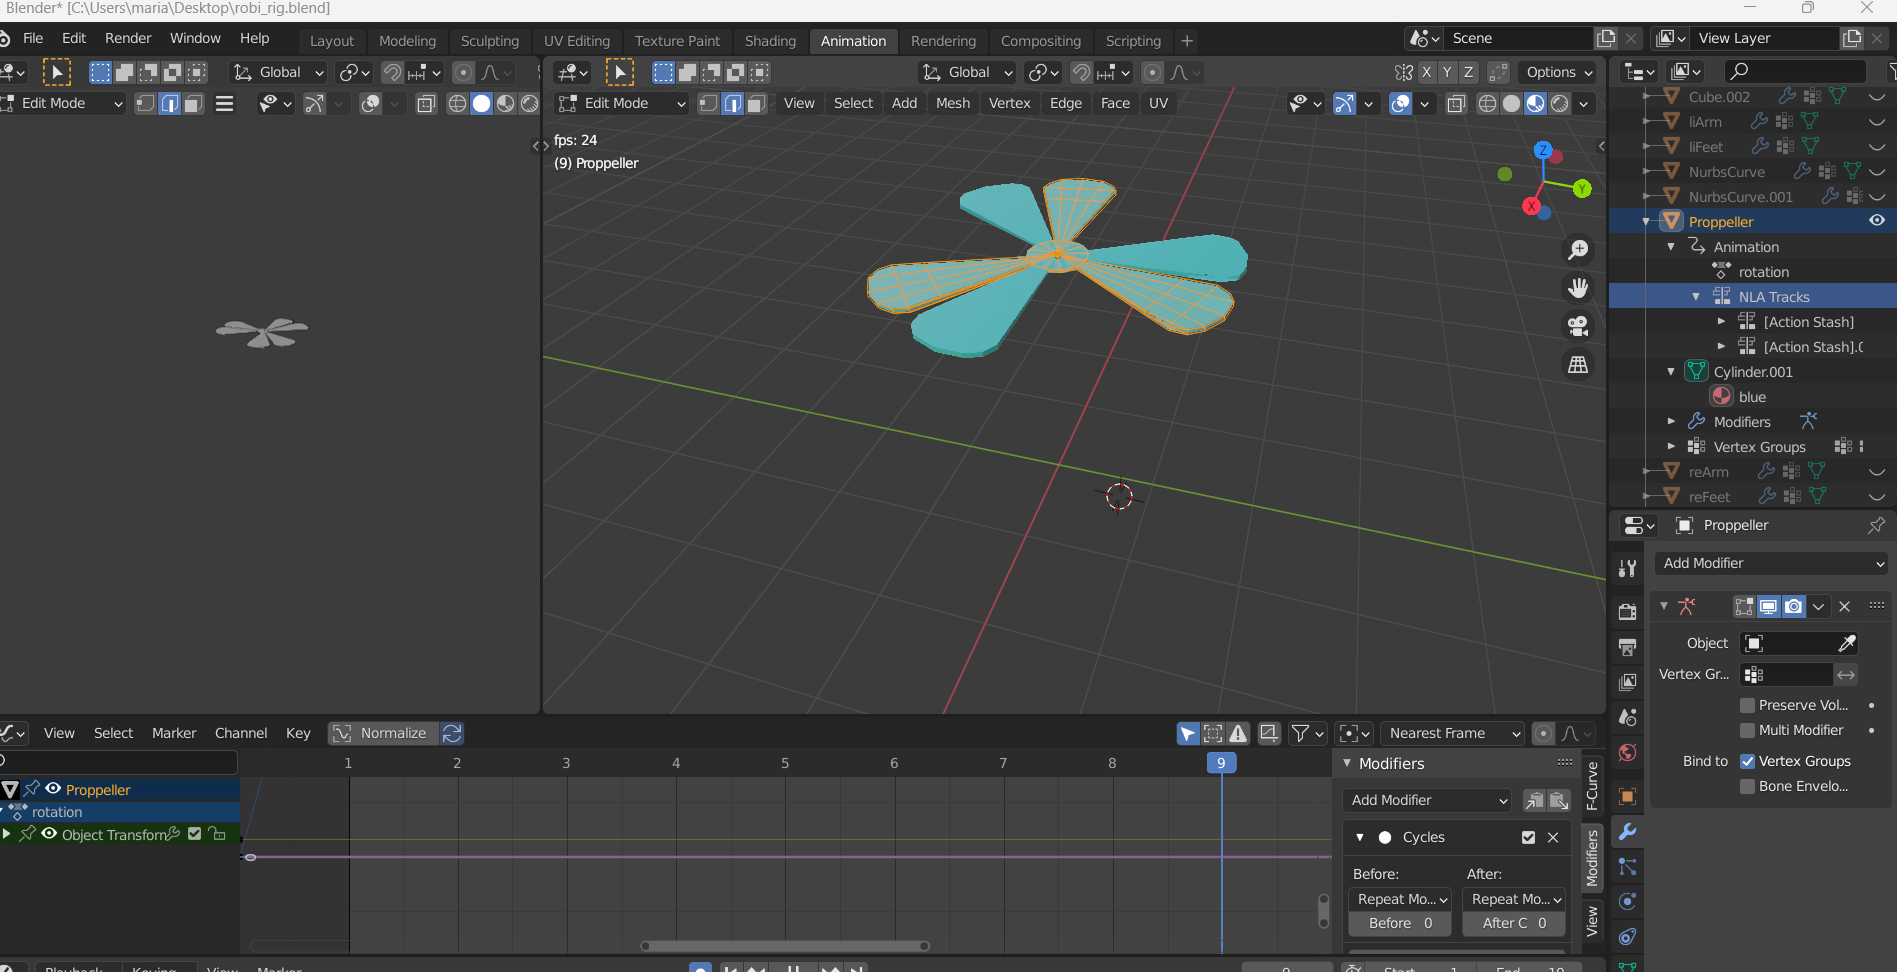 Blender* [C:\Users\maria\Desktop\robi_rig.blend]
File Edit Render Window Help Layout Modeling Sculpting UV Editing Texture Paint Shading Animation Rendering Compositing Scripting + Scene View Layer
Global Global X Y Z Options
Edit Mode Edit Mode View Select Add Mesh Vertex Edge Face UV
fps: 24
(9) Proppeller
Z
Y
X
Cube.002
liArm
liFeet
NurbsCurve
NurbsCurve.001
Proppeller
Animation
rotation
NLA Tracks
[Action Stash]
[Action Stash].(
Cylinder.001
blue
Modifiers
Vertex Groups
reArm
reFeet
Proppeller
Add Modifier
Object
Vertex Gr...
Preserve Vol...
Multi Modifier
Bind to Vertex Groups
Bone Envelo...
View Select Marker Channel Key Normalize Nearest Frame
1 2 3 4 5 6 7 8 9
Proppeller
rotation
Object Transform
Modifiers
Add Modifier
Cycles
Before: After:
Repeat Mo... Repeat Mo...
Before 0 After C 0
F-Curve
Modifiers
View
Playback Keying View Marker 9 Start 1 End 10